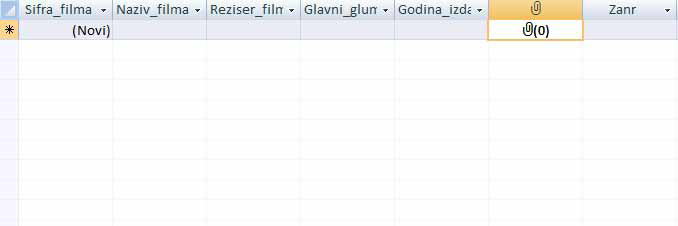 Sifra_filma Naziv_filma Reziser_film Glavni_glum Godina_izda Zanr
(Novi) (0)